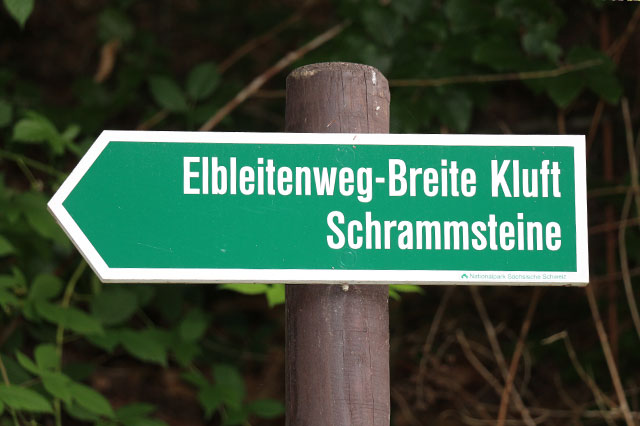 Elbleitenweg-Breite Kluft
Schrammsteine
Nationalpark Sächsische Schweiz